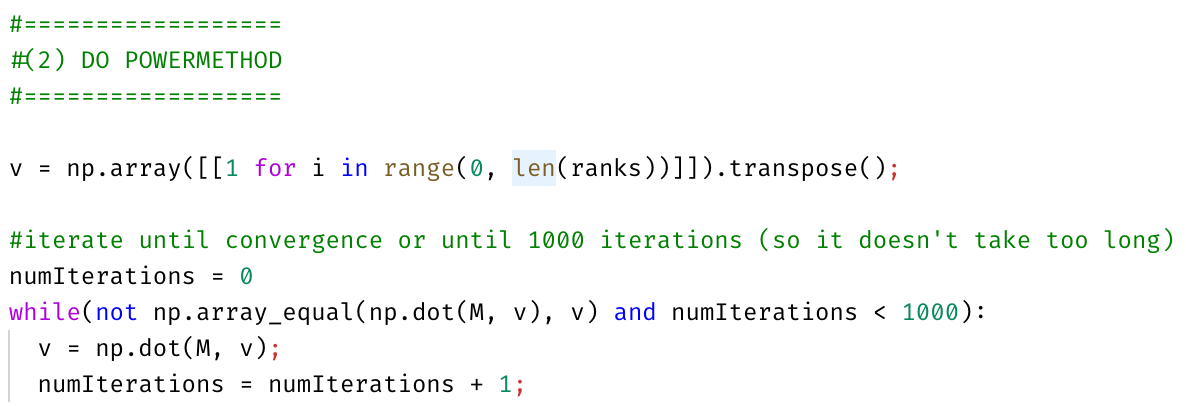 #==================
#(2) DO POWERMETHOD
#==================
v = np.array([[1 for i in range(0, len(ranks))]]).transpose();
#iterate until convergence or until 1000 iterations (so it doesn't take too long)
numIterations = 0
while(not np.array_equal(np.dot(M, v), v) and numIterations < 1000):
  v = np.dot(M, v);
  numIterations = numIterations + 1;